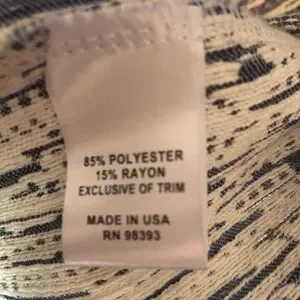 85% POLYESTER
15% RAYON
EXCLUSIVE OF TRIM
MADE IN USA
RN 98393